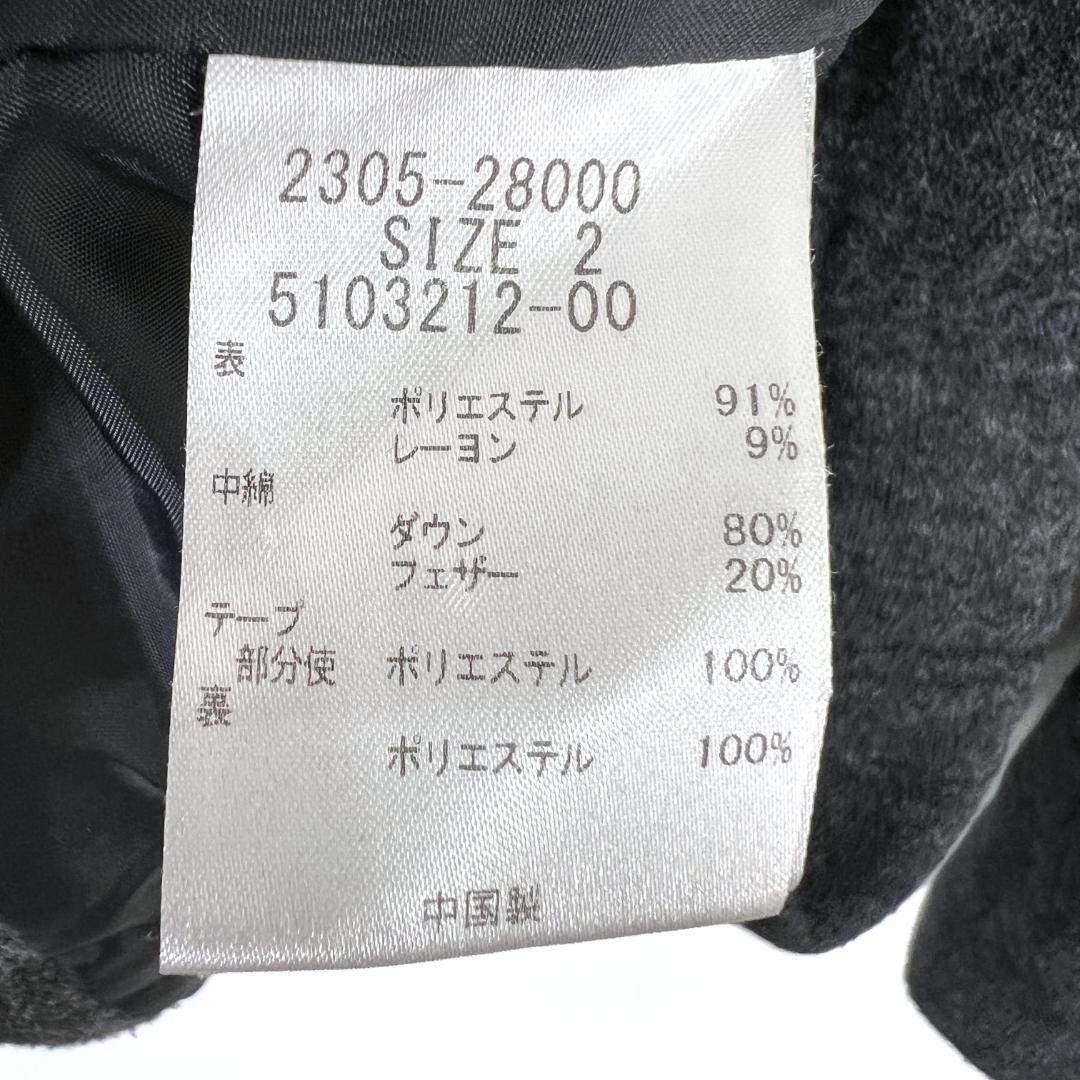 2305-28000
SIZE 2
5103212-00
表
ポリエステル 91%
レーヨン 9%
中綿
ダウン 80%
フェザー 20%
テープ
部分使 ポリエステル 100%
裏
ポリエステル 100%
中国製